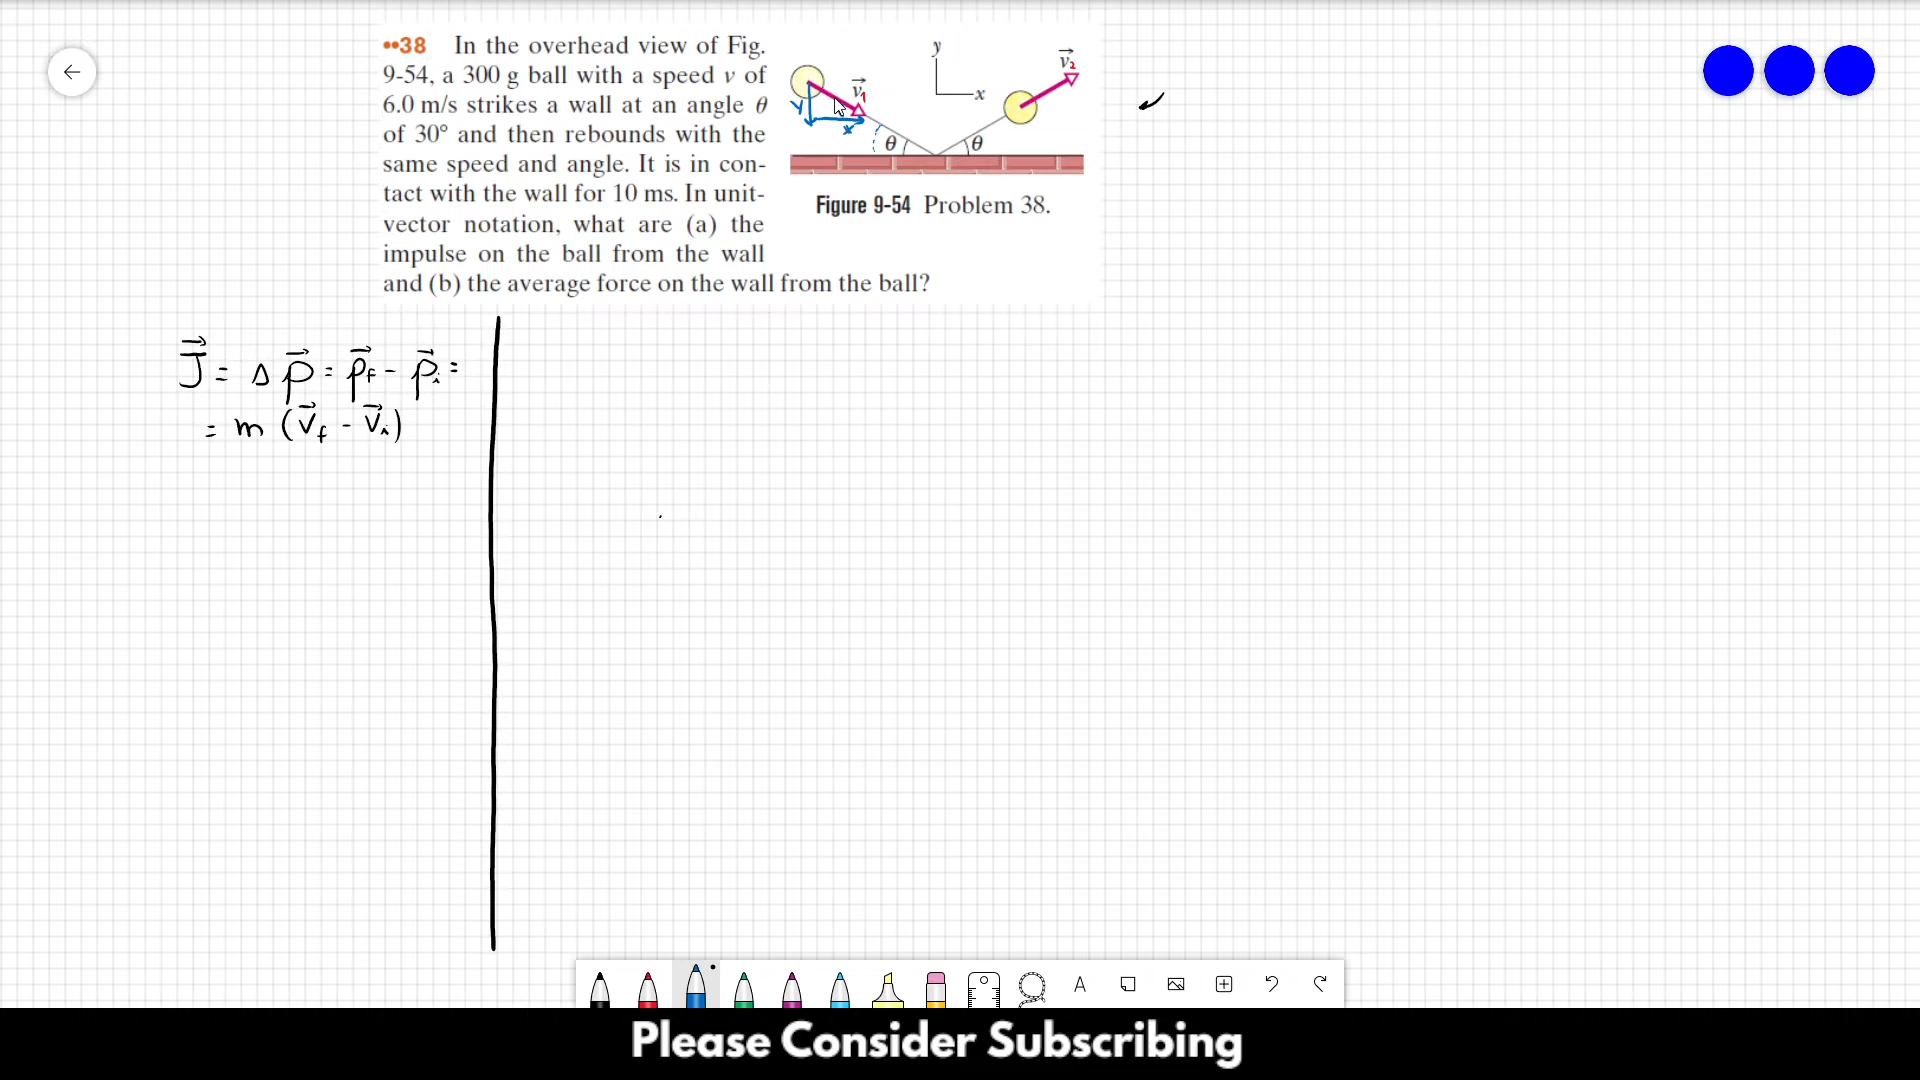 ••38 In the overhead view of Fig.
9-54, a 300 g ball with a speed v of
6.0 m/s strikes a wall at an angle θ
of 30° and then rebounds with the
same speed and angle. It is in con-
tact with the wall for 10 ms. In unit-
vector notation, what are (a) the
impulse on the ball from the wall
and (b) the average force on the wall from the ball?
y
x
v⃗1
v⃗2
y
x
θ
θ
Figure 9-54 Problem 38.
J⃗ = Δp⃗ = p⃗f - p⃗i =
= m (v⃗f - v⃗i)
A
Please Consider Subscribing